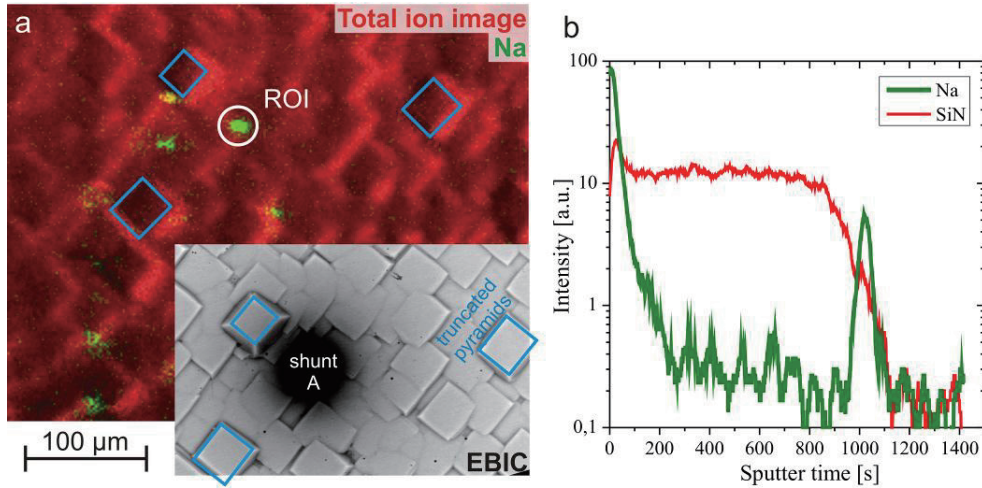 a
Total ion image
Na
ROI
truncated
pyramids
shunt
A
EBIC
100 µm
b
Na
SiN
Intensity [a.u.]
100
10
1
0,1
0 200 400 600 800 1000 1200 1400
Sputter time [s]